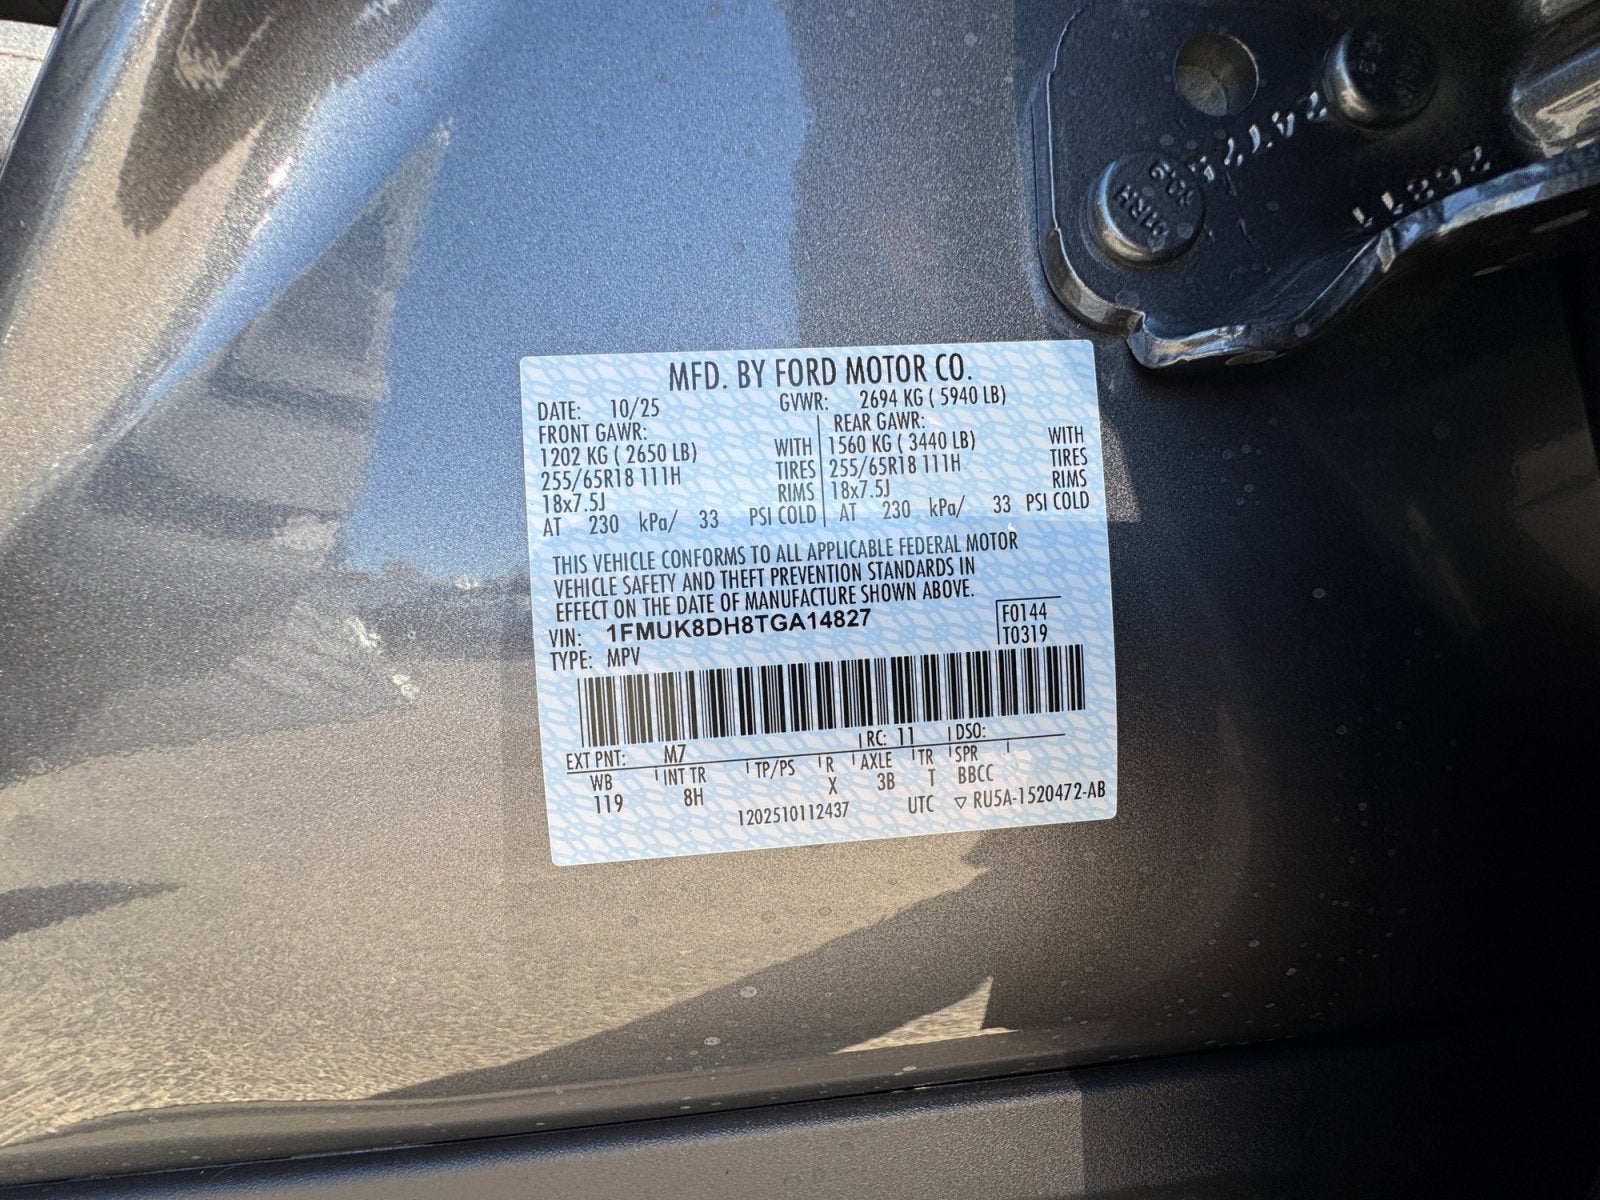 MFD. BY FORD MOTOR CO.
DATE: 10/25 GVWR: 2694 KG ( 5940 LB)
FRONT GAWR: REAR GAWR:
1202 KG ( 2650 LB) WITH 1560 KG ( 3440 LB) WITH
255/65R18 111H TIRES 255/65R18 111H TIRES
18x7.5J RIMS 18x7.5J RIMS
AT 230 kPa/ 33 PSI COLD AT 230 kPa/ 33 PSI COLD
THIS VEHICLE CONFORMS TO ALL APPLICABLE FEDERAL MOTOR
VEHICLE SAFETY AND THEFT PREVENTION STANDARDS IN
EFFECT ON THE DATE OF MANUFACTURE SHOWN ABOVE.
VIN: 1FMUK8DH8TGA14827 F0144
TYPE: MPV T0319
EXT PNT: M7 RC: 11 DSO:
WB INT TR TP/PS R AXLE TR SPR
119 8H X 3B T BBCC
1202510112437 UTC ▽ RU5A-1520472-AB